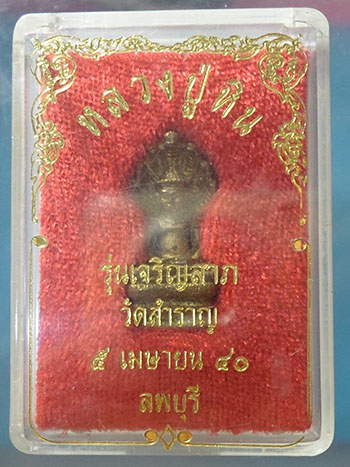 หลวงปู่ทิน
รุ่นเจริญลาภ
วัดสำราญ
๕ เมษายน ๔๐
ลพบุรี